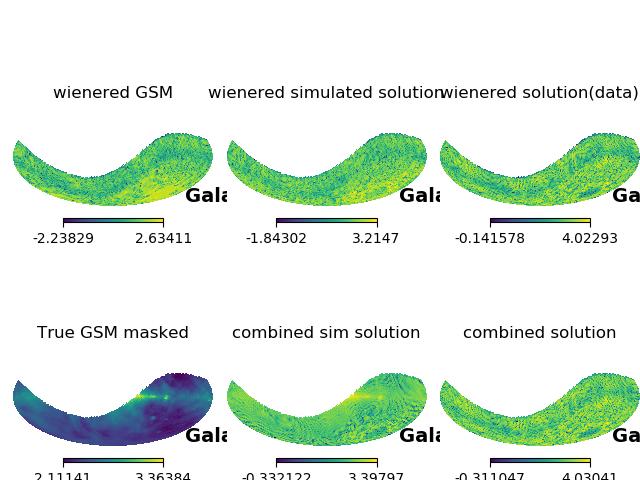 wienered GSM wienered simulated solution wienered solution(data)
Gala Gala Ga
-2.23829 2.63411 -1.84302 3.2147 -0.141578 4.02293
True GSM masked combined sim solution combined solution
Gala Gala Ga
2.11141 3.36384 -0.332122 3.39797 -0.311047 4.03041